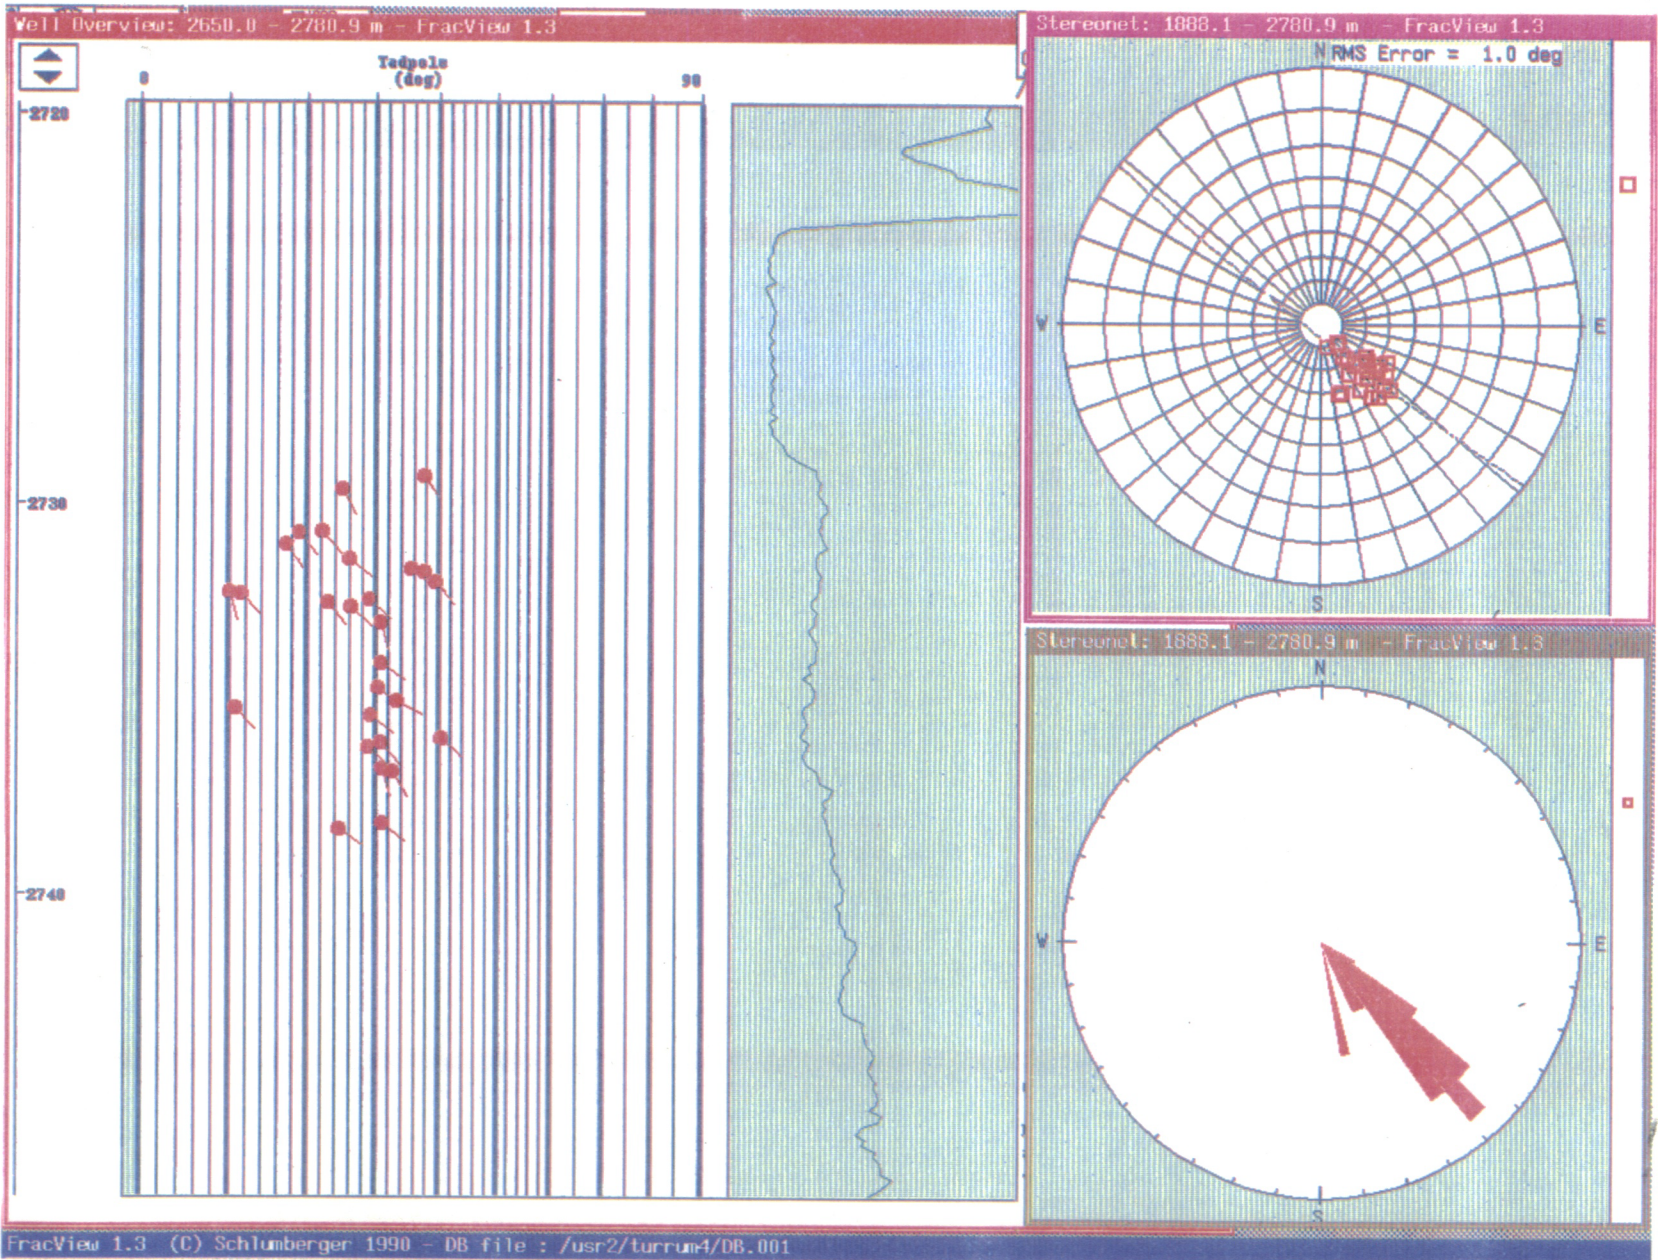 Well Overview: 2650.0 - 2780.9 m - FracView 1.3
Tadpole
(deg)
0
90
2720
2730
2740
Stereonet: 1888.1 - 2780.9 m - FracView 1.3
N RMS Error = 1.0 deg
W
E
S
Stereonet: 1888.1 - 2780.9 m - FracView 1.3
N
W
E
S
FracView 1.3 (C) Schlumberger 1990 - DB file : /usr2/turrum4/DB.001